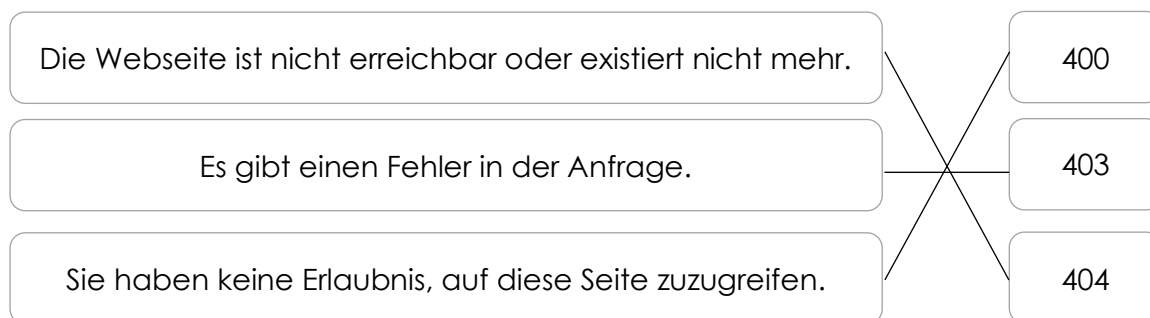 Die Webseite ist nicht erreichbar oder existiert nicht mehr.
400
Es gibt einen Fehler in der Anfrage.
403
Sie haben keine Erlaubnis, auf diese Seite zuzugreifen.
404